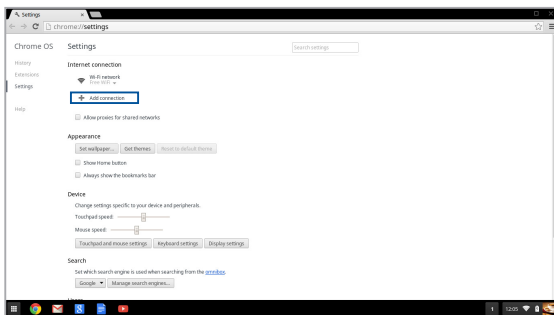 Settings
chrome://settings
Chrome OS
Settings
Search settings
History
Extensions
Settings
Help
Internet connection
Wi-Fi network
Free WiFi
Add connection
Allow proxies for shared networks
Appearance
Set wallpaper...
Get themes
Reset to default theme
Show Home button
Always show the bookmarks bar
Device
Change settings specific to your device and peripherals.
Touchpad speed:
Mouse speed:
Touchpad and mouse settings
Keyboard settings
Display settings
Search
Set which search engine is used when searching from the omnibox.
Google
Manage search engines...
1
12:05